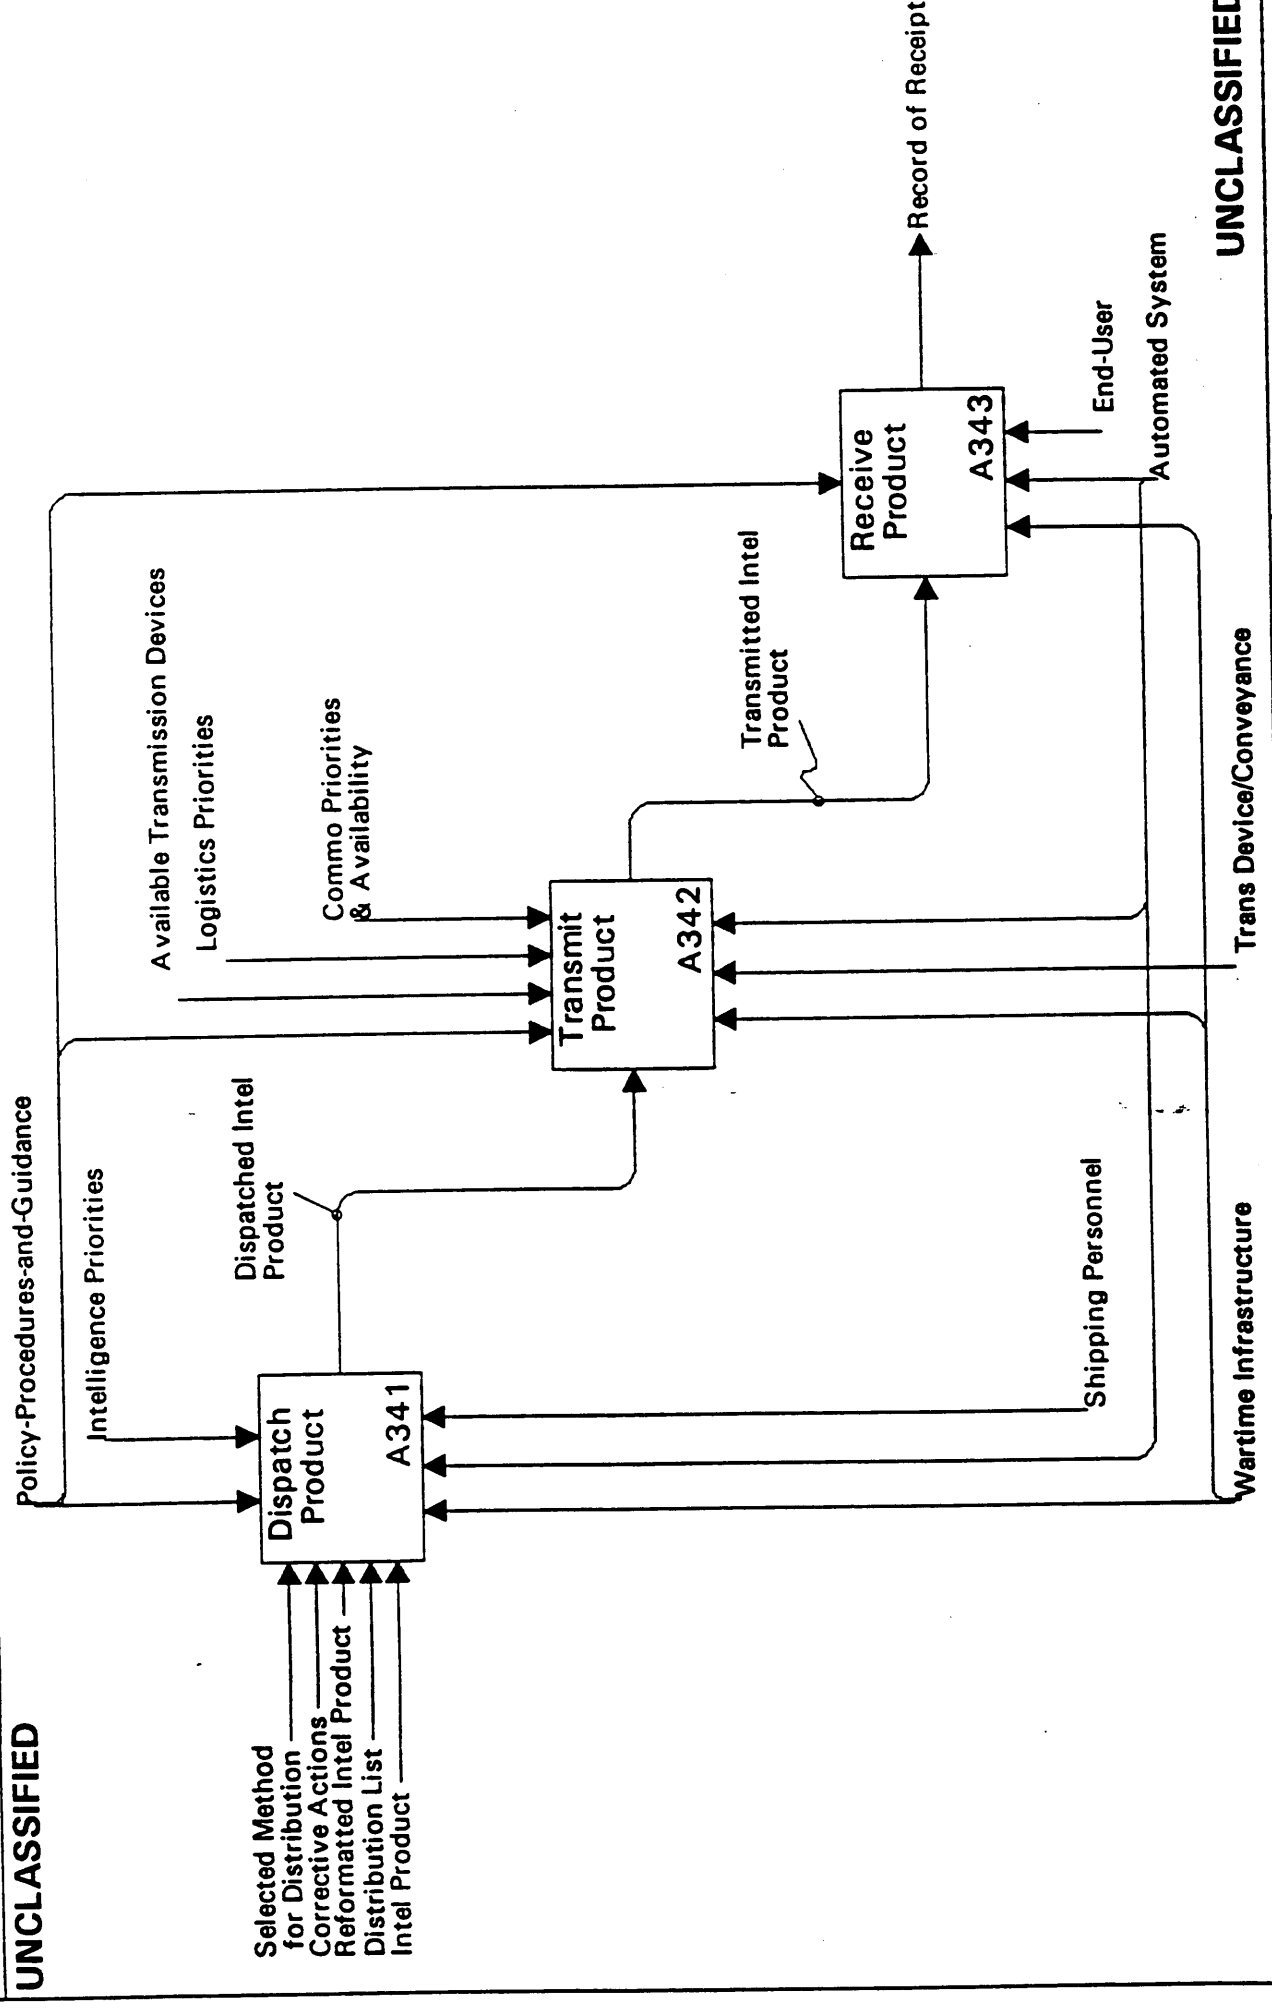 UNCLASSIFIED
Policy-Procedures-and-Guidance
Intelligence Priorities
Available Transmission Devices
Logistics Priorities
Commo Priorities
& Availability
Dispatched Intel
Product
Selected Method
for Distribution
Corrective Actions
Reformatted Intel Product
Distribution List
Intel Product
Dispatch
Product
A341
Transmit
Product
A342
Transmitted Intel
Product
Receive
Product
A343
Record of Receipt
Shipping Personnel
End-User
Automated System
Wartime Infrastructure
Trans Device/Conveyance
UNCLASSIFIED